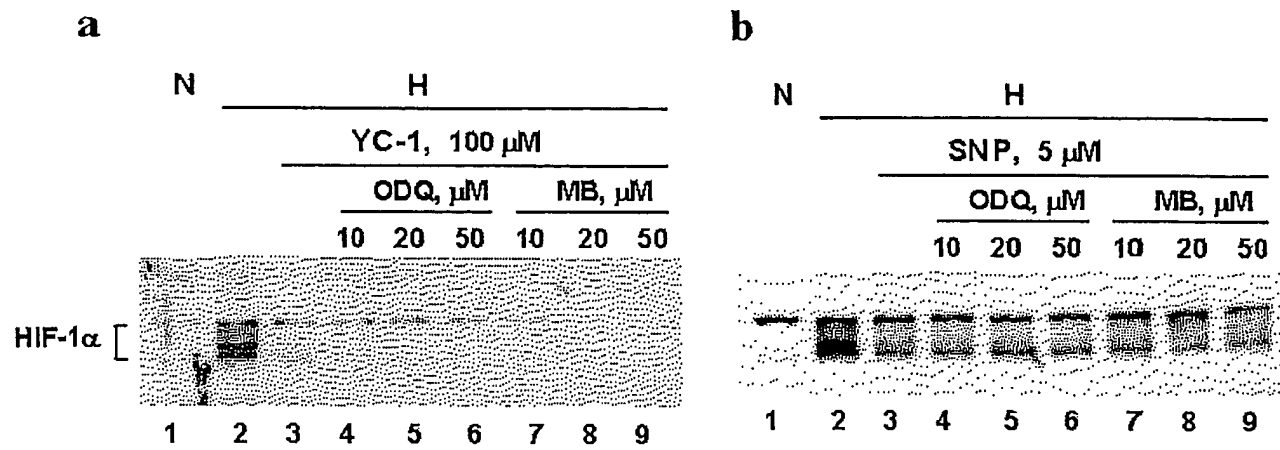 a
N H
YC-1, 100 μM
ODQ, μM MB, μM
10 20 50 10 20 50
HIF-1α
1 2 3 4 5 6 7 8 9
b
N H
SNP, 5 μM
ODQ, μM MB, μM
10 20 50 10 20 50
1 2 3 4 5 6 7 8 9